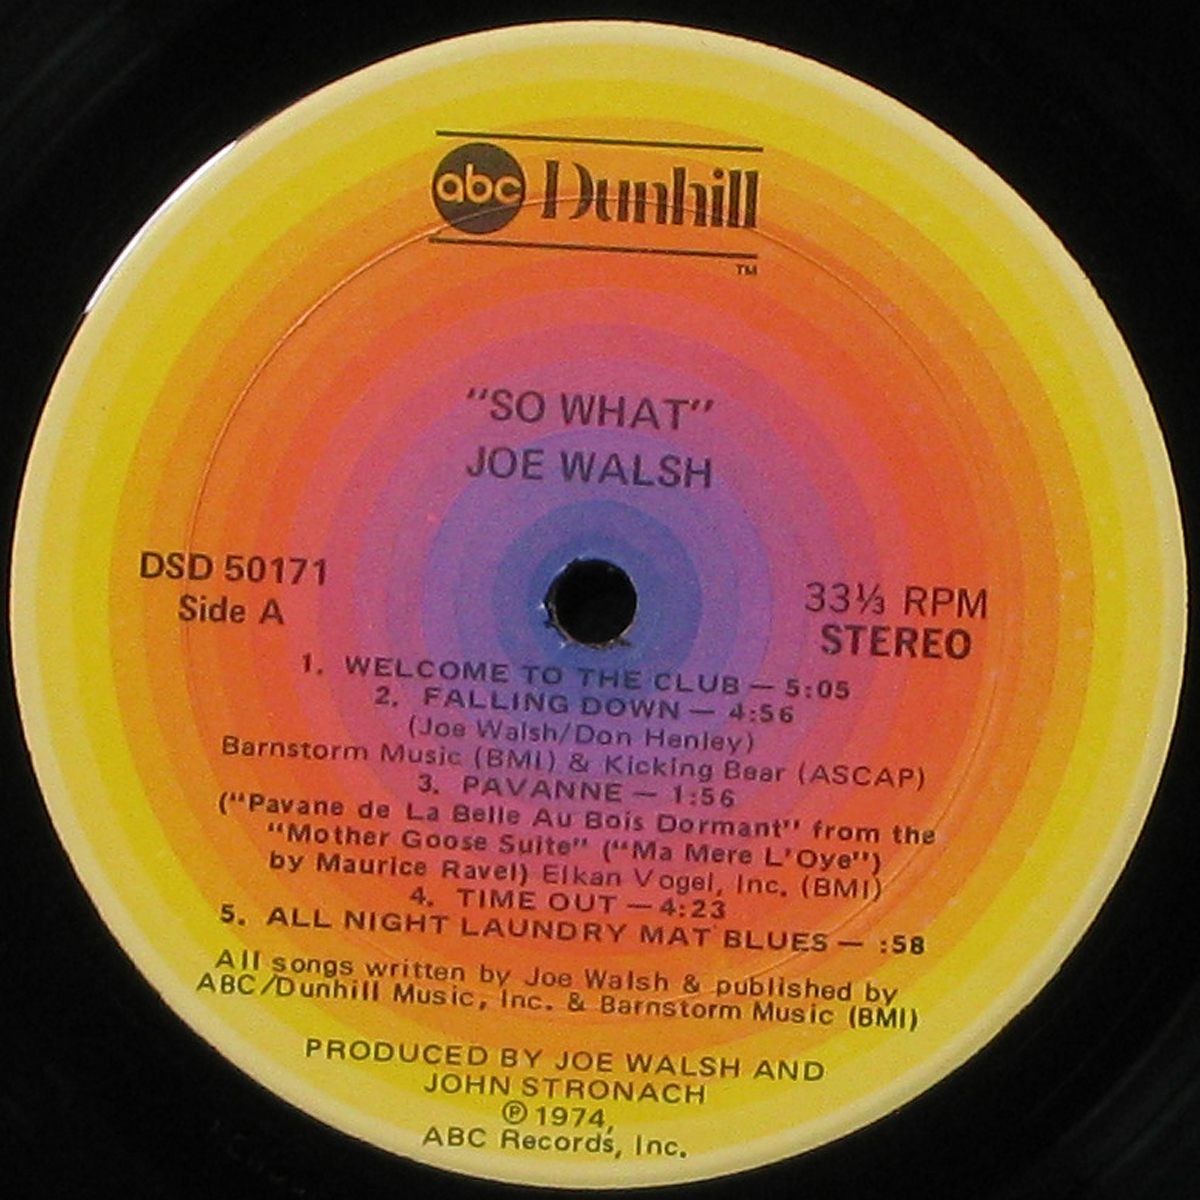 abc Dunhill
TM
"SO WHAT"
JOE WALSH
DSD 50171
Side A
33⅓ RPM
STEREO
1. WELCOME TO THE CLUB — 5:05
2. FALLING DOWN — 4:56
(Joe Walsh/Don Henley)
Barnstorm Music (BMI) & Kicking Bear (ASCAP)
3. PAVANNE — 1:56
("Pavane de La Belle Au Bois Dormant" from the
"Mother Goose Suite" ("Ma Mere L'Oye")
by Maurice Ravel) Elkan Vogel, Inc. (BMI)
4. TIME OUT — 4:23
5. ALL NIGHT LAUNDRY MAT BLUES — :58
All songs written by Joe Walsh & published by
ABC/Dunhill Music, Inc. & Barnstorm Music (BMI)
PRODUCED BY JOE WALSH AND
JOHN STRONACH
℗ 1974,
ABC Records, Inc.